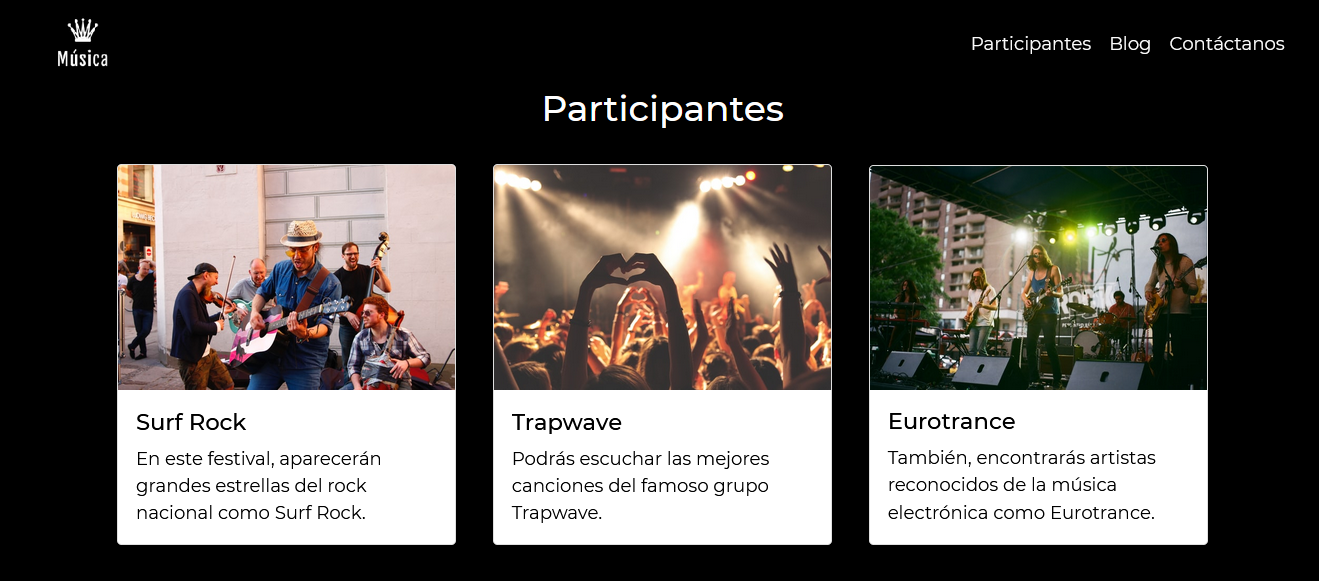 Música
Participantes Blog Contáctanos
Participantes
Surf Rock
En este festival, aparecerán
grandes estrellas del rock
nacional como Surf Rock.
Trapwave
Podrás escuchar las mejores
canciones del famoso grupo
Trapwave.
Eurotrance
También, encontrarás artistas
reconocidos de la música
electrónica como Eurotrance.